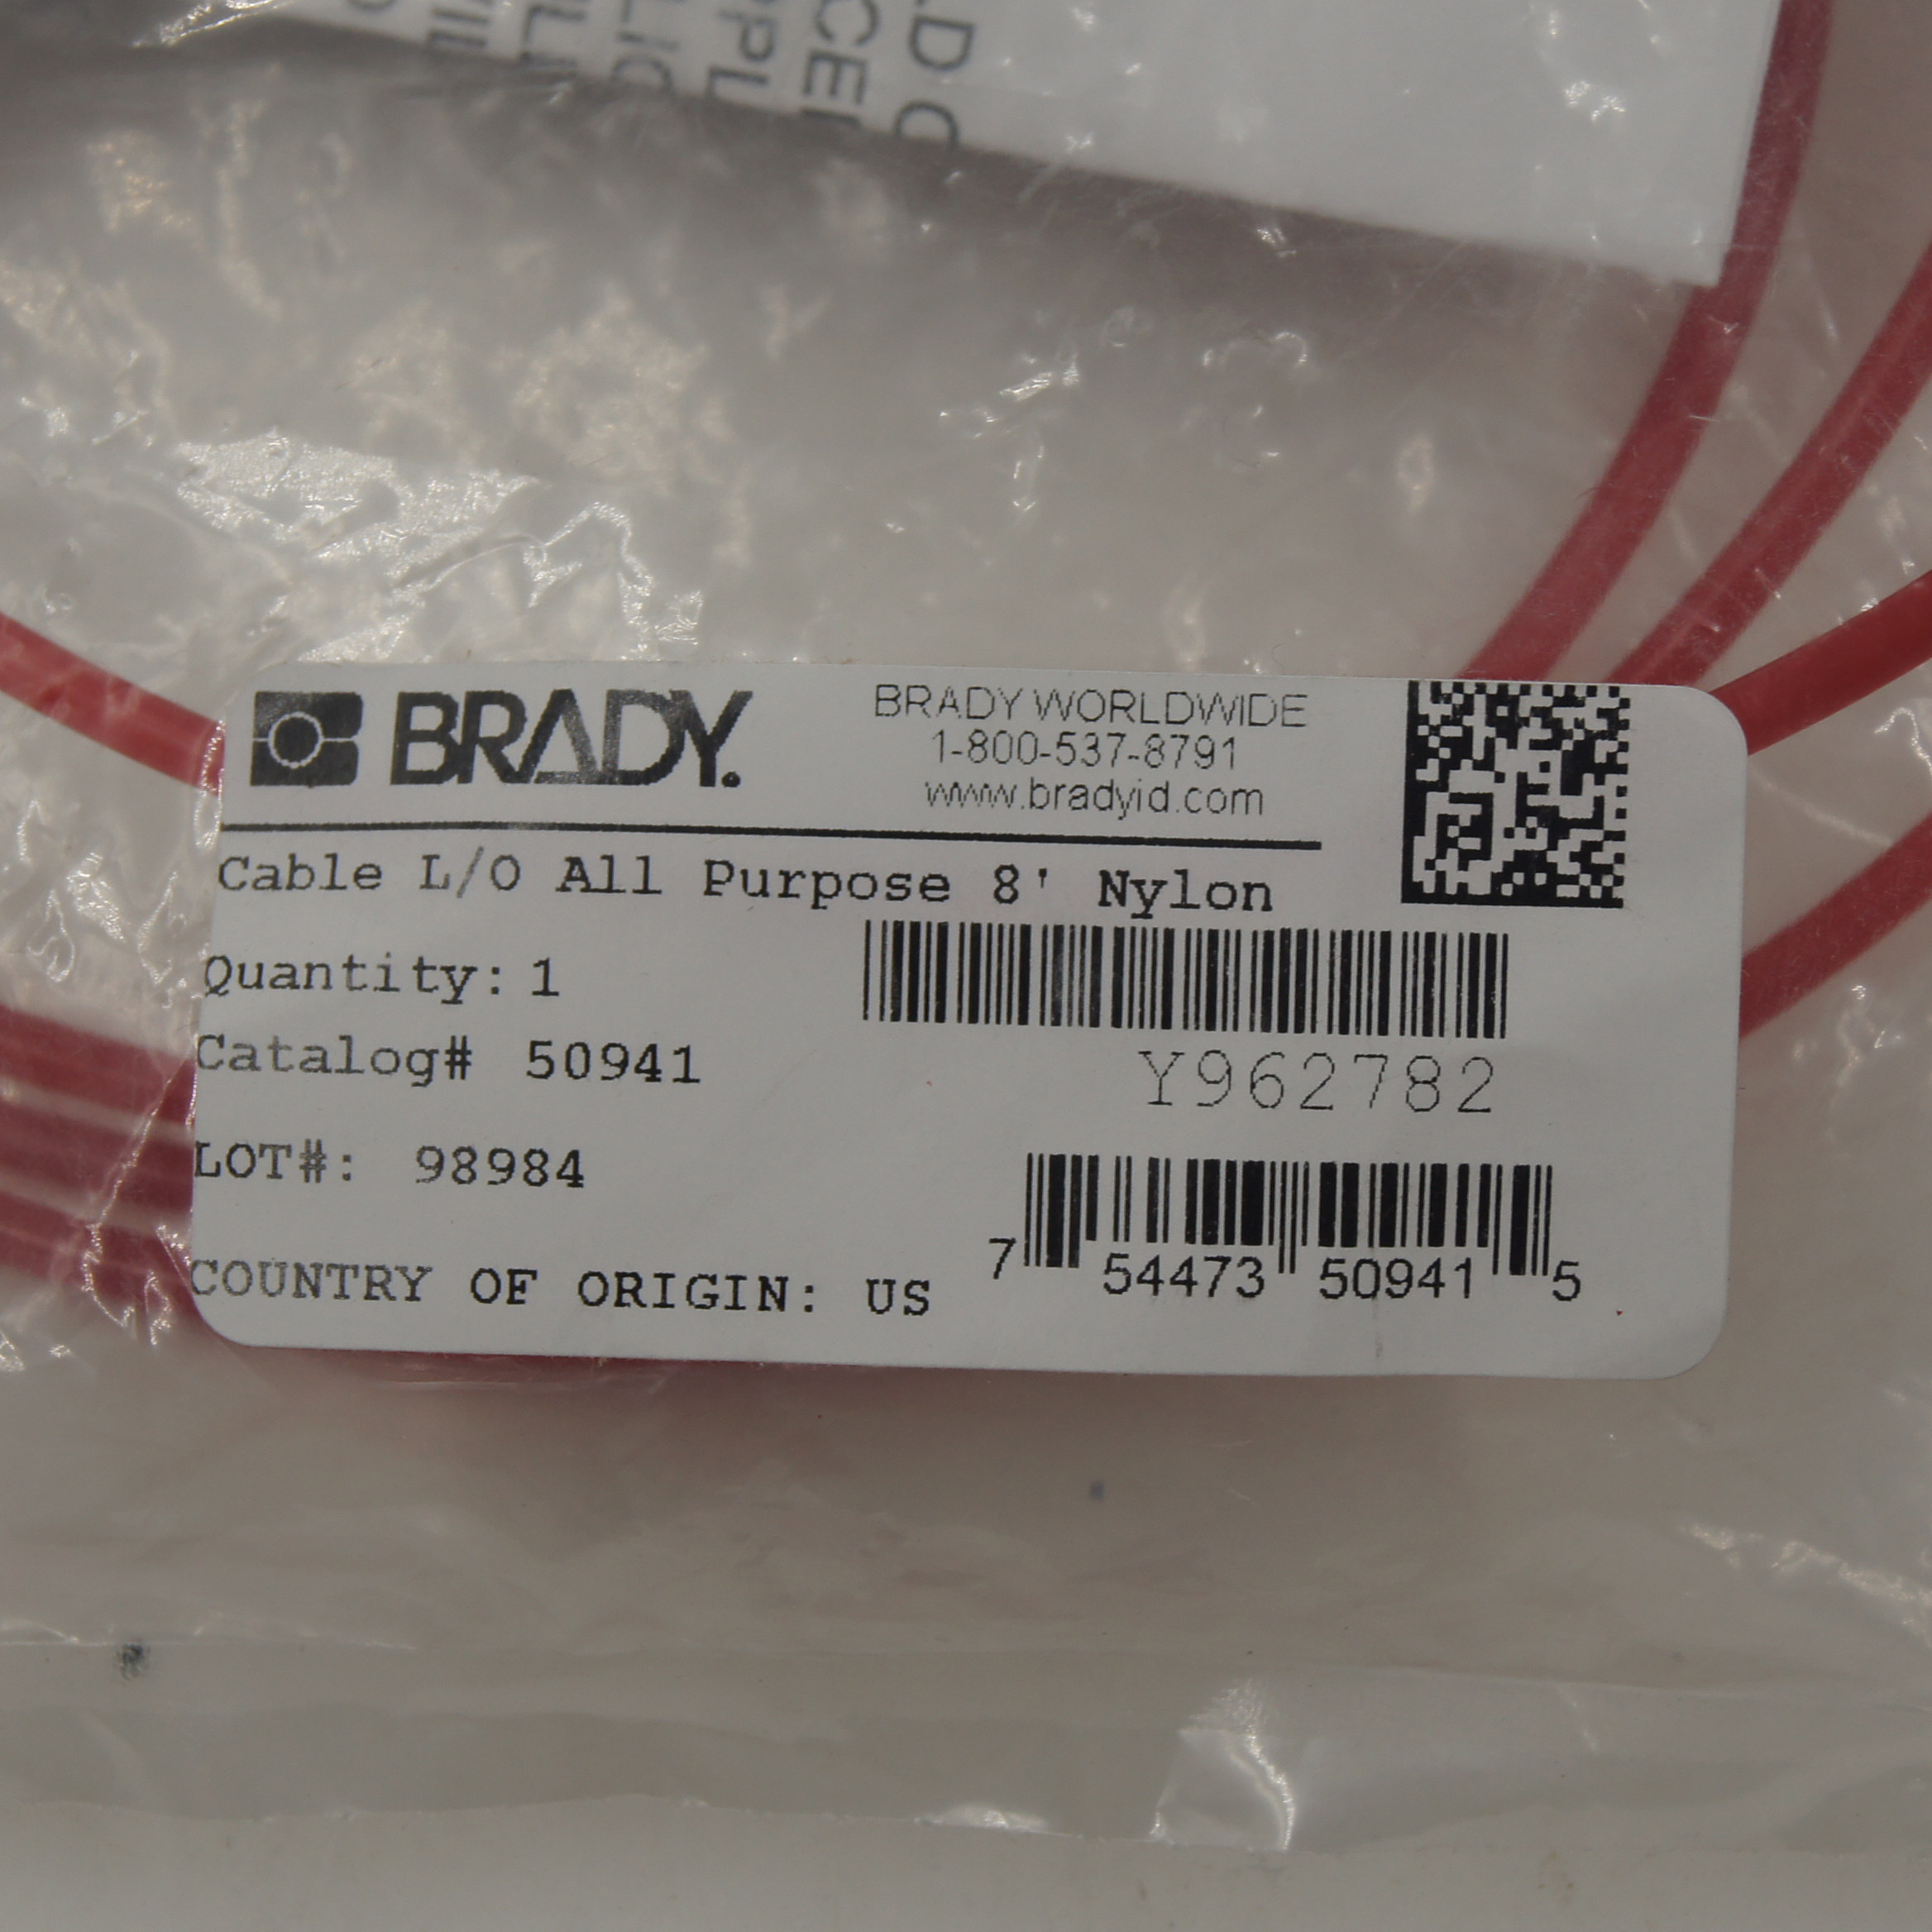 BRADY.
BRADY WORLDWIDE
1-800-537-8791
www.bradyid.com
Cable L/O All Purpose 8' Nylon
Quantity: 1
Catalog# 50941
Y962782
LOT#: 98984
COUNTRY OF ORIGIN: US
7 54473 50941 5